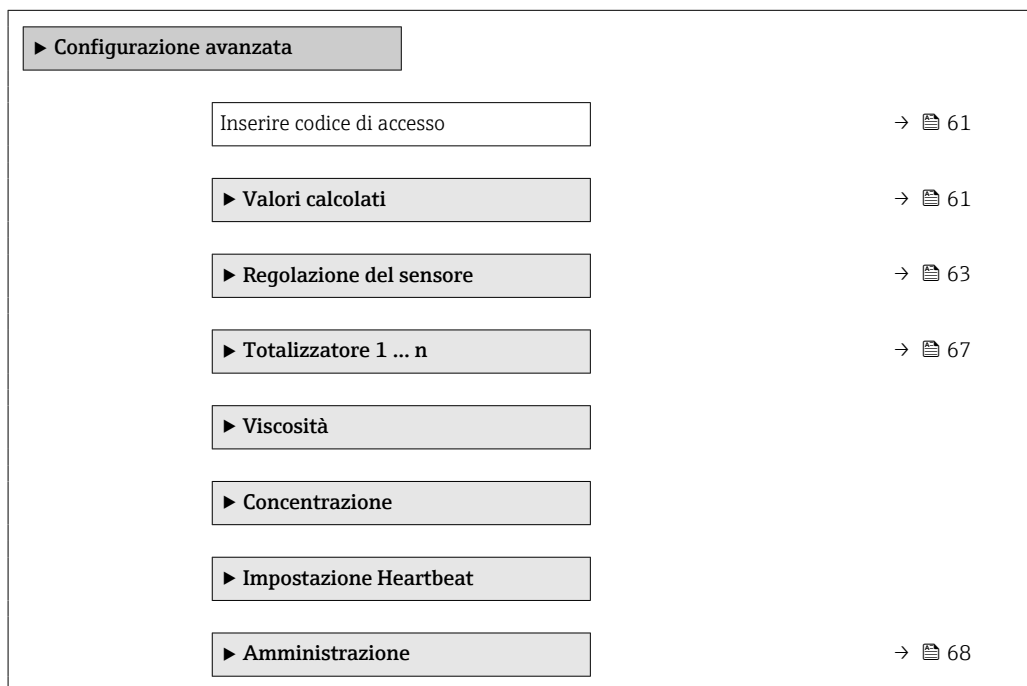 ► Configurazione avanzata
Inserire codice di accesso → 61
► Valori calcolati → 61
► Regolazione del sensore → 63
► Totalizzatore 1 … n → 67
► Viscosità
► Concentrazione
► Impostazione Heartbeat
► Amministrazione → 68